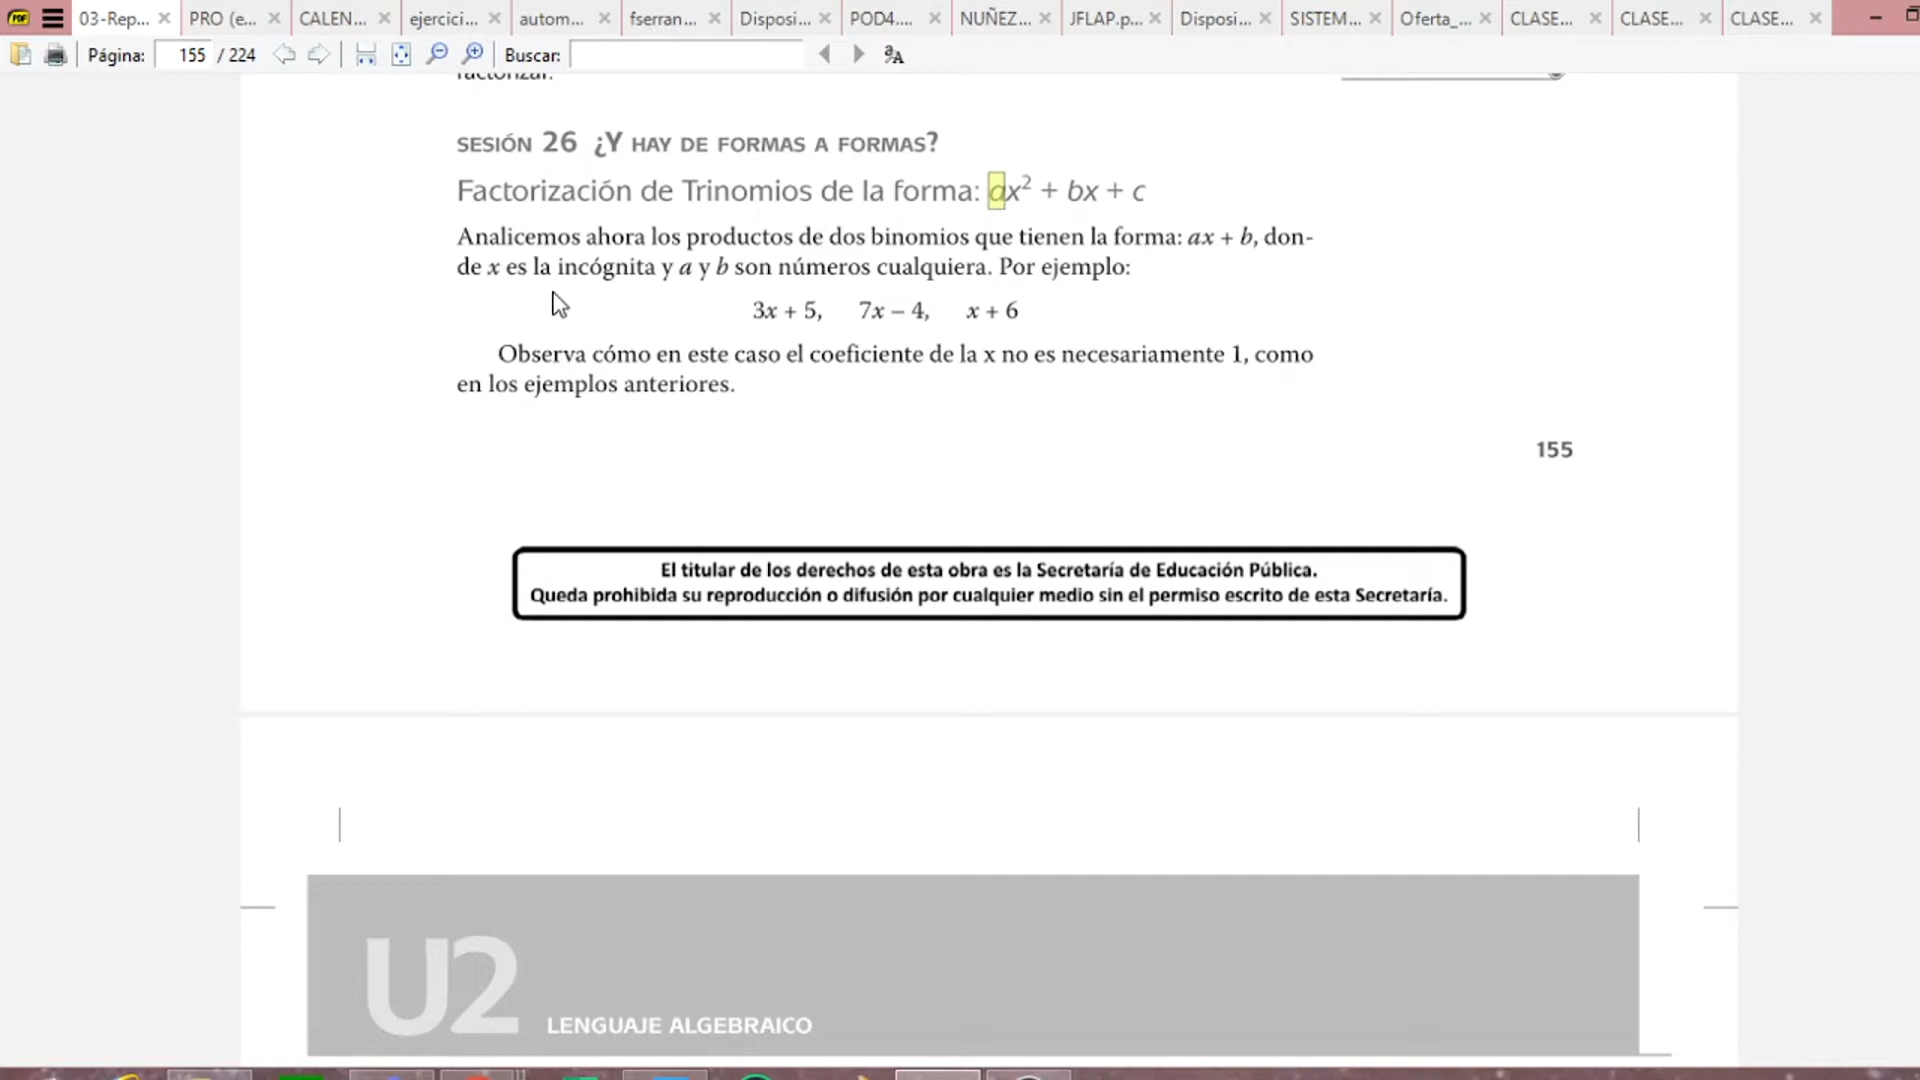 03-Rep... PRO (e... CALEN... ejercici... autom... fserran... Disposi... POD4.... NUÑEZ... JFLAP.p... Disposi... SISTEM... Oferta_... CLASE... CLASE... CLASE...
Página: 155 / 224 Buscar:
factorizar.
SESIÓN 26 ¿Y HAY DE FORMAS A FORMAS?
Factorización de Trinomios de la forma: ax² + bx + c
Analicemos ahora los productos de dos binomios que tienen la forma: ax + b, don-
de x es la incógnita y a y b son números cualquiera. Por ejemplo:
3x + 5, 7x – 4, x + 6
Observa cómo en este caso el coeficiente de la x no es necesariamente 1, como
en los ejemplos anteriores.
155
El titular de los derechos de esta obra es la Secretaría de Educación Pública.
Queda prohibida su reproducción o difusión por cualquier medio sin el permiso escrito de esta Secretaría.
U2 LENGUAJE ALGEBRAICO